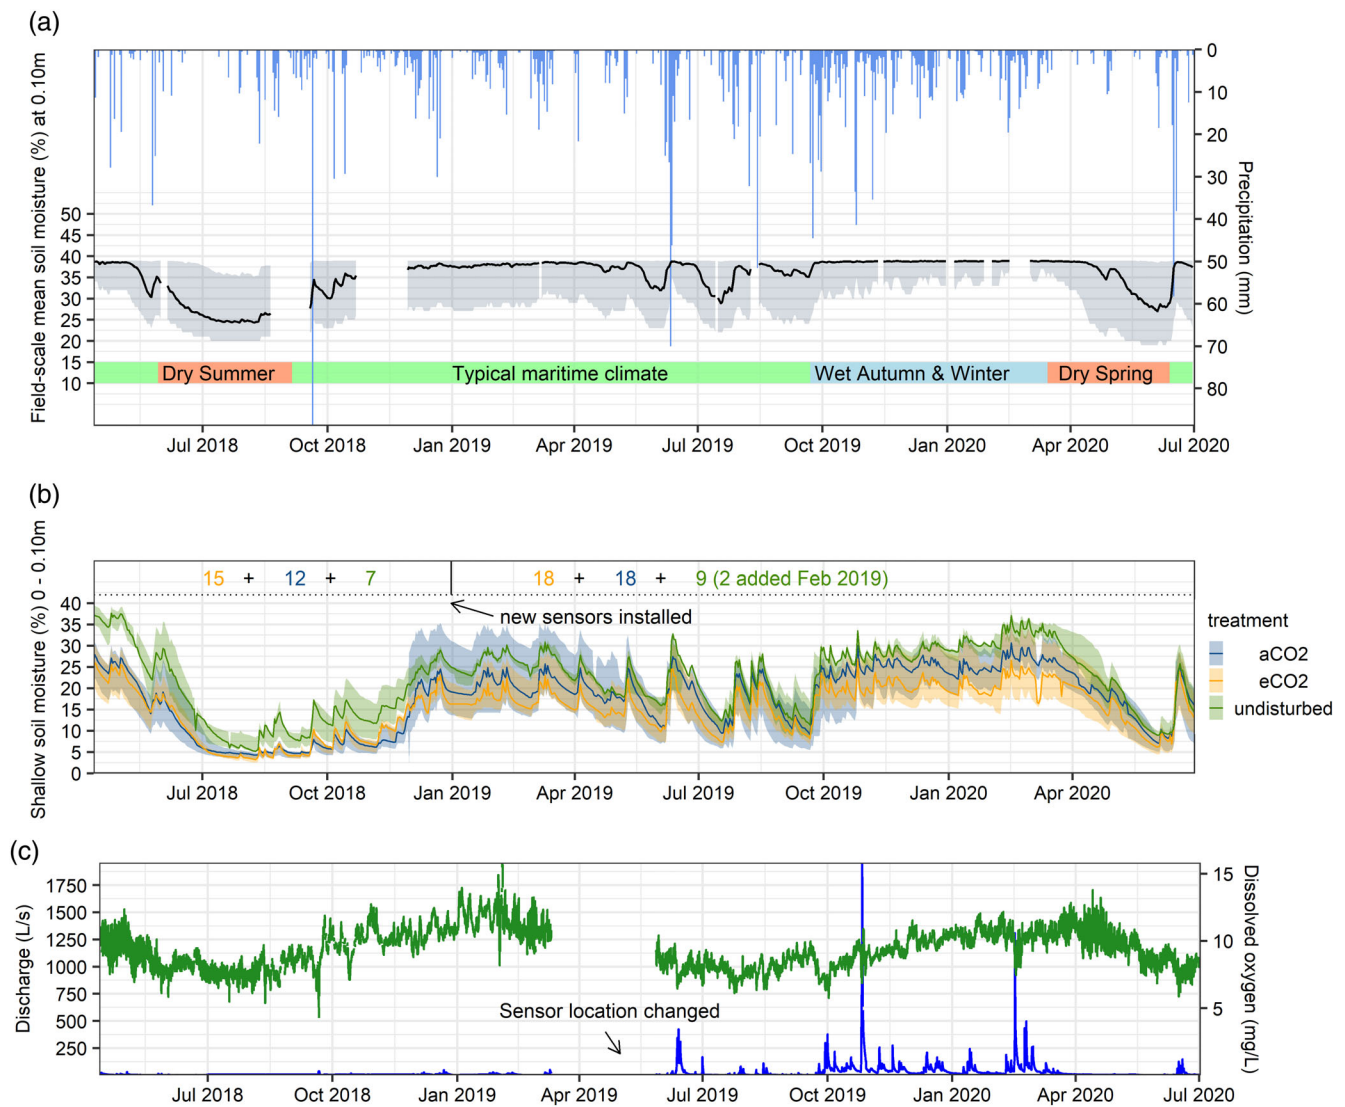 (a)
Field-scale mean soil moisture (%) at 0.10m
50
45
40
35
30
25
20
15
10
0
10
20
30
40
50
60
70
80
Precipitation (mm)
Dry Summer
Typical maritime climate
Wet Autumn & Winter
Dry Spring
Jul 2018
Oct 2018
Jan 2019
Apr 2019
Jul 2019
Oct 2019
Jan 2020
Apr 2020
Jul 2020
(b)
Shallow soil moisture (%) 0 - 0.10m
40
35
30
25
20
15
10
5
0
15 + 12 + 7
18 + 18 + 9 (2 added Feb 2019)
new sensors installed
treatment
aCO2
eCO2
undisturbed
Jul 2018
Oct 2018
Jan 2019
Apr 2019
Jul 2019
Oct 2019
Jan 2020
Apr 2020
(c)
Discharge (L/s)
1750
1500
1250
1000
750
500
250
15
10
5
Dissolved oxygen (mg/L)
Sensor location changed
Jul 2018
Oct 2018
Jan 2019
Apr 2019
Jul 2019
Oct 2019
Jan 2020
Apr 2020
Jul 2020